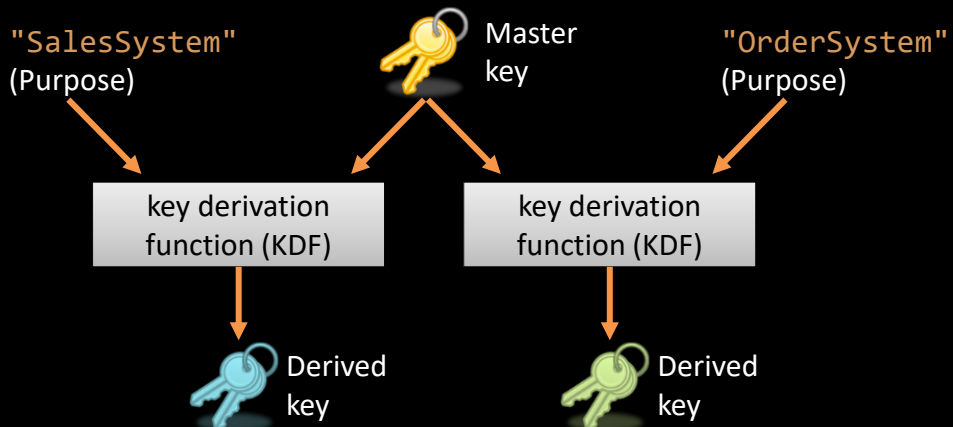 "SalesSystem"
(Purpose)
Master
key
"OrderSystem"
(Purpose)
key derivation
function (KDF)
key derivation
function (KDF)
Derived
key
Derived
key